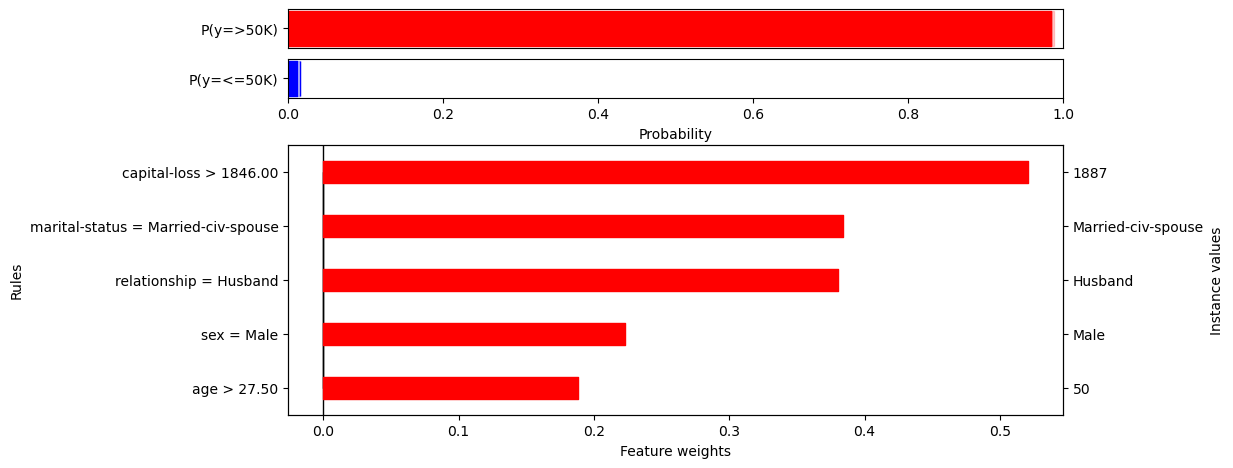 P(y=>50K)
P(y=<=50K)
0.0 0.2 0.4 0.6 0.8 1.0
Probability
capital-loss > 1846.00 1887
marital-status = Married-civ-spouse Married-civ-spouse
relationship = Husband Husband
sex = Male Male
age > 27.50 50
Rules
Instance values
0.0 0.1 0.2 0.3 0.4 0.5
Feature weights